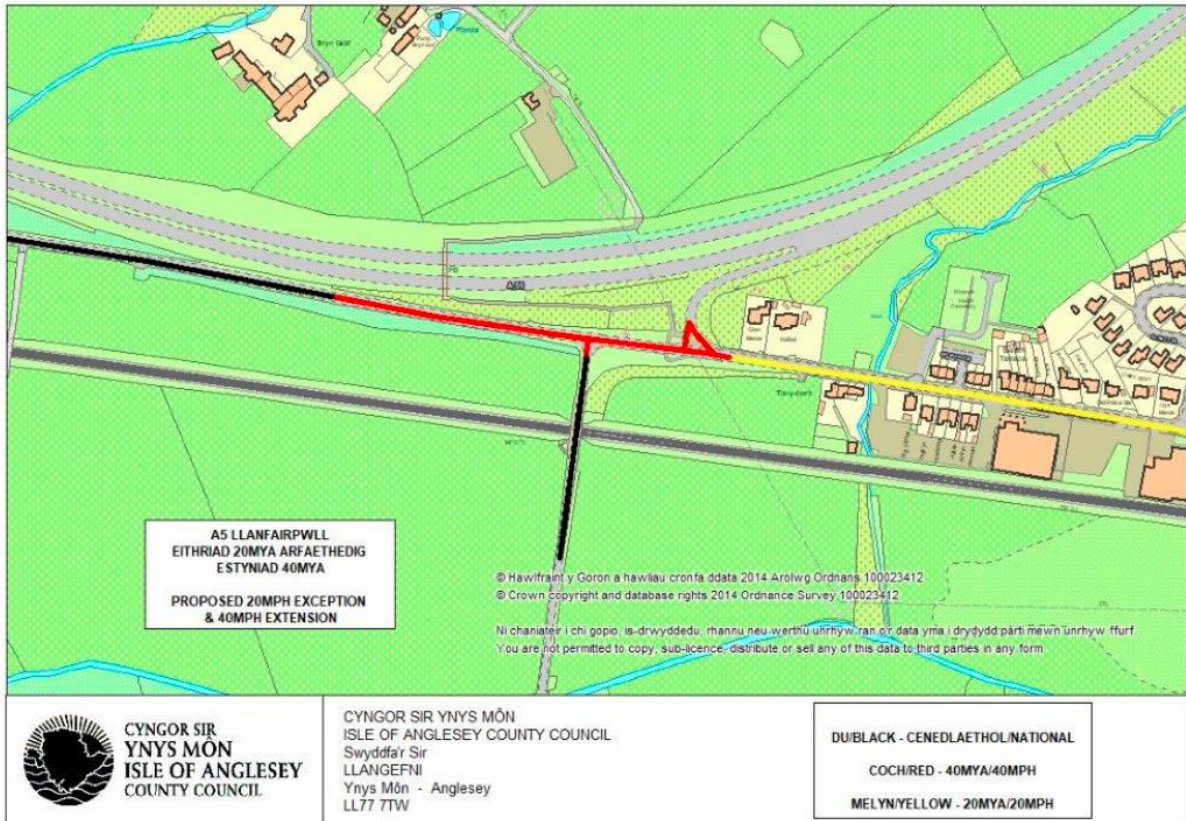 Bryn Golf
Ponds
A55
FB
A5 LLANFAIRPWLL
EITHRIAD 20MYA ARFAETHEDIG
ESTYNIAD 40MYA
PROPOSED 20MPH EXCEPTION
& 40MPH EXTENSION
© Hawlfraint y Goron a hawliau cronfa ddata 2014 Arolwg Ordnans 100023412
© Crown copyright and database rights 2014 Ordnance Survey 100023412
Ni chaniateir i chi gopio, is-drwyddedu, rhannu neu werthu unrhyw ran o'r data yma i drydydd parti mewn unrhyw ffurf
You are not permitted to copy, sub-licence, distribute or sell any of this data to third parties in any form
CYNGOR SIR
YNYS MÔN
ISLE OF ANGLESEY
COUNTY COUNCIL
CYNGOR SIR YNYS MÔN
ISLE OF ANGLESEY COUNTY COUNCIL
Swyddfa'r Sir
LLANGEFNI
Ynys Môn - Anglesey
LL77 7TW
DU/BLACK - CENEDLAETHOL/NATIONAL
COCH/RED - 40MYA/40MPH
MELYN/YELLOW - 20MYA/20MPH